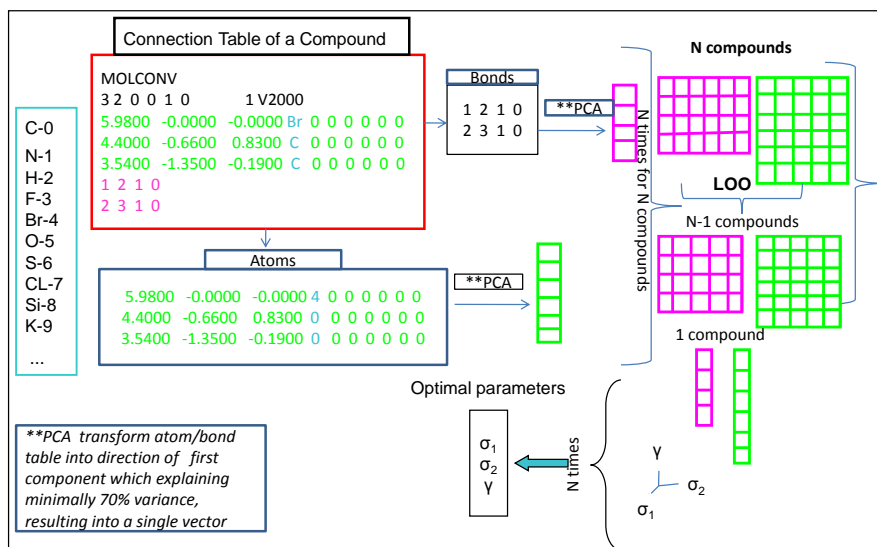 Connection Table of a Compound
MOLCONV
3 2 0 0 1 0 1 V2000
5.9800 -0.0000 -0.0000 Br 0 0 0 0 0 0
4.4000 -0.6600 0.8300 C 0 0 0 0 0 0
3.5400 -1.3500 -0.1900 C 0 0 0 0 0 0
1 2 1 0
2 3 1 0
C-0
N-1
H-2
F-3
Br-4
O-5
S-6
CL-7
Si-8
K-9
...
Bonds
1 2 1 0
2 3 1 0
**PCA
Atoms
5.9800 -0.0000 -0.0000 4 0 0 0 0 0 0
4.4000 -0.6600 0.8300 0 0 0 0 0 0 0
3.5400 -1.3500 -0.1900 0 0 0 0 0 0 0
**PCA
N times for N compounds
N compounds
LOO
N-1 compounds
1 compound
Optimal parameters
σ1
σ2
γ
N times
γ
σ2
σ1
**PCA transform atom/bond
table into direction of first
component which explaining
minimally 70% variance,
resulting into a single vector